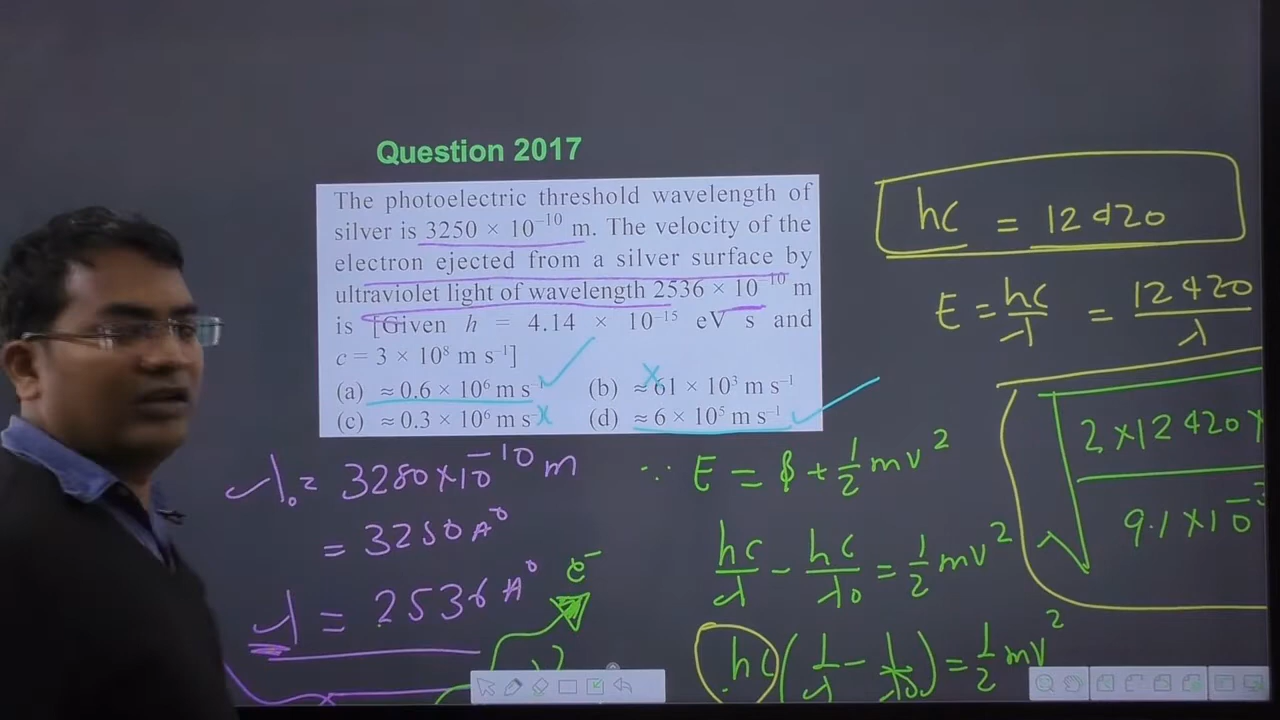 Question 2017
The photoelectric threshold wavelength of
silver is 3250 × 10⁻¹⁰ m. The velocity of the
electron ejected from a silver surface by
ultraviolet light of wavelength 2536 × 10⁻¹⁰ m
is [Given h = 4.14 × 10⁻¹⁵ eV s and
c = 3 × 10⁸ m s⁻¹]
(a) ≈ 0.6 × 10⁶ m s⁻¹ (b) ≈ 61 × 10³ m s⁻¹
(c) ≈ 0.3 × 10⁶ m s⁻ (d) ≈ 6 × 10⁵ m s⁻¹
hc = 12420
E = hc/λ = 12420/λ
√ 2×12420×
9.1×10⁻³
λ₀ = 3280×10⁻¹⁰ m
= 3250 A⁰
λ = 2536 A⁰
e⁻
∵ E = ϕ + 1/2 mv²
hc/λ - hc/λ0 = 1/2 mv²
hc(1/λ - 1/λ0) = 1/2 mv²